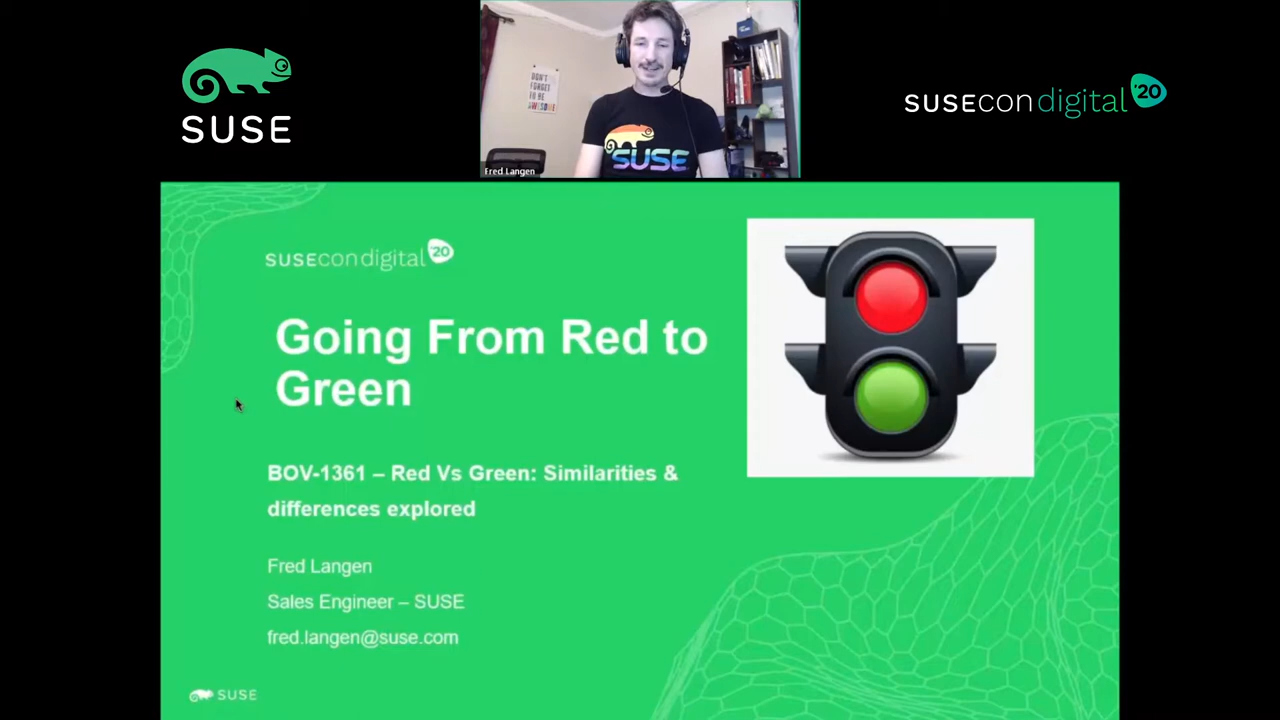 SUSE
SUSEcon digital '20
DON'T
FORGET
TO BE
AWESOME
SUSE
Fred Langen
SUSEcon digital '20
Going From Red to
Green
BOV-1361 – Red Vs Green: Similarities &
differences explored
Fred Langen
Sales Engineer – SUSE
fred.langen@suse.com
SUSE